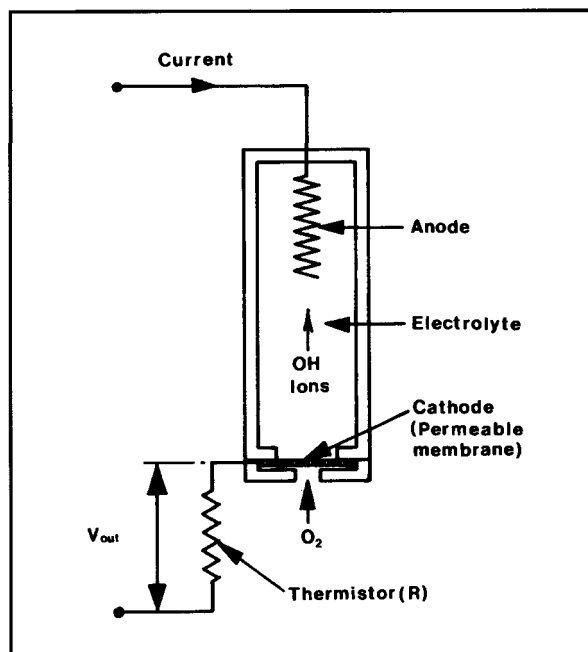 Current
Anode
Electrolyte
OH
Ions
Cathode
(Permeable
membrane)
O₂
Vout
Thermistor(R)